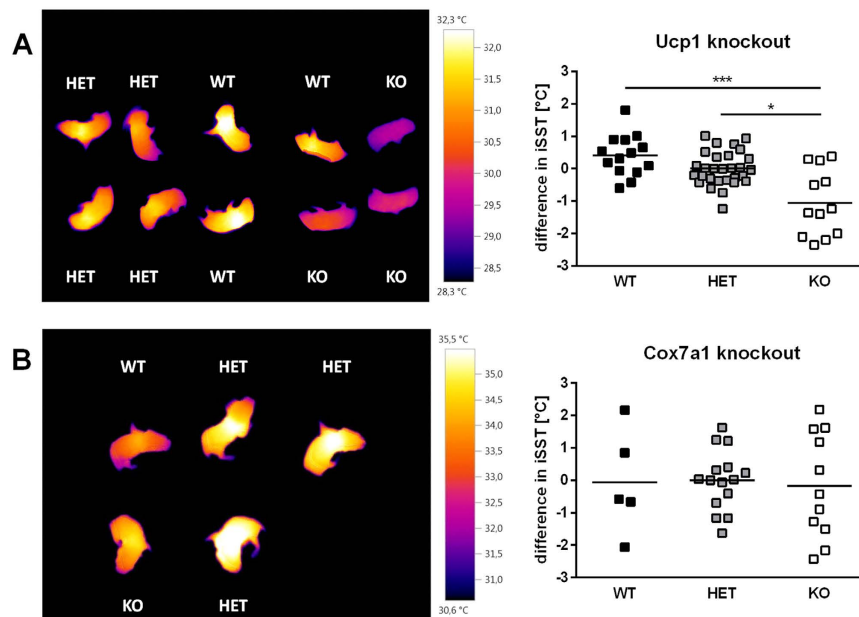 A
HET HET WT WT KO
HET HET WT KO KO
32,3 °C
32,0
31,5
31,0
30,5
30,0
29,5
29,0
28,5
28,3 °C
Ucp1 knockout
difference in iSST [°C]
3
2
1
0
-1
-2
-3
***
*
WT HET KO
B
WT HET HET
KO HET
35,5 °C
35,0
34,5
34,0
33,5
33,0
32,5
32,0
31,5
31,0
30,6 °C
Cox7a1 knockout
difference in iSST [°C]
3
2
1
0
-1
-2
-3
WT HET KO